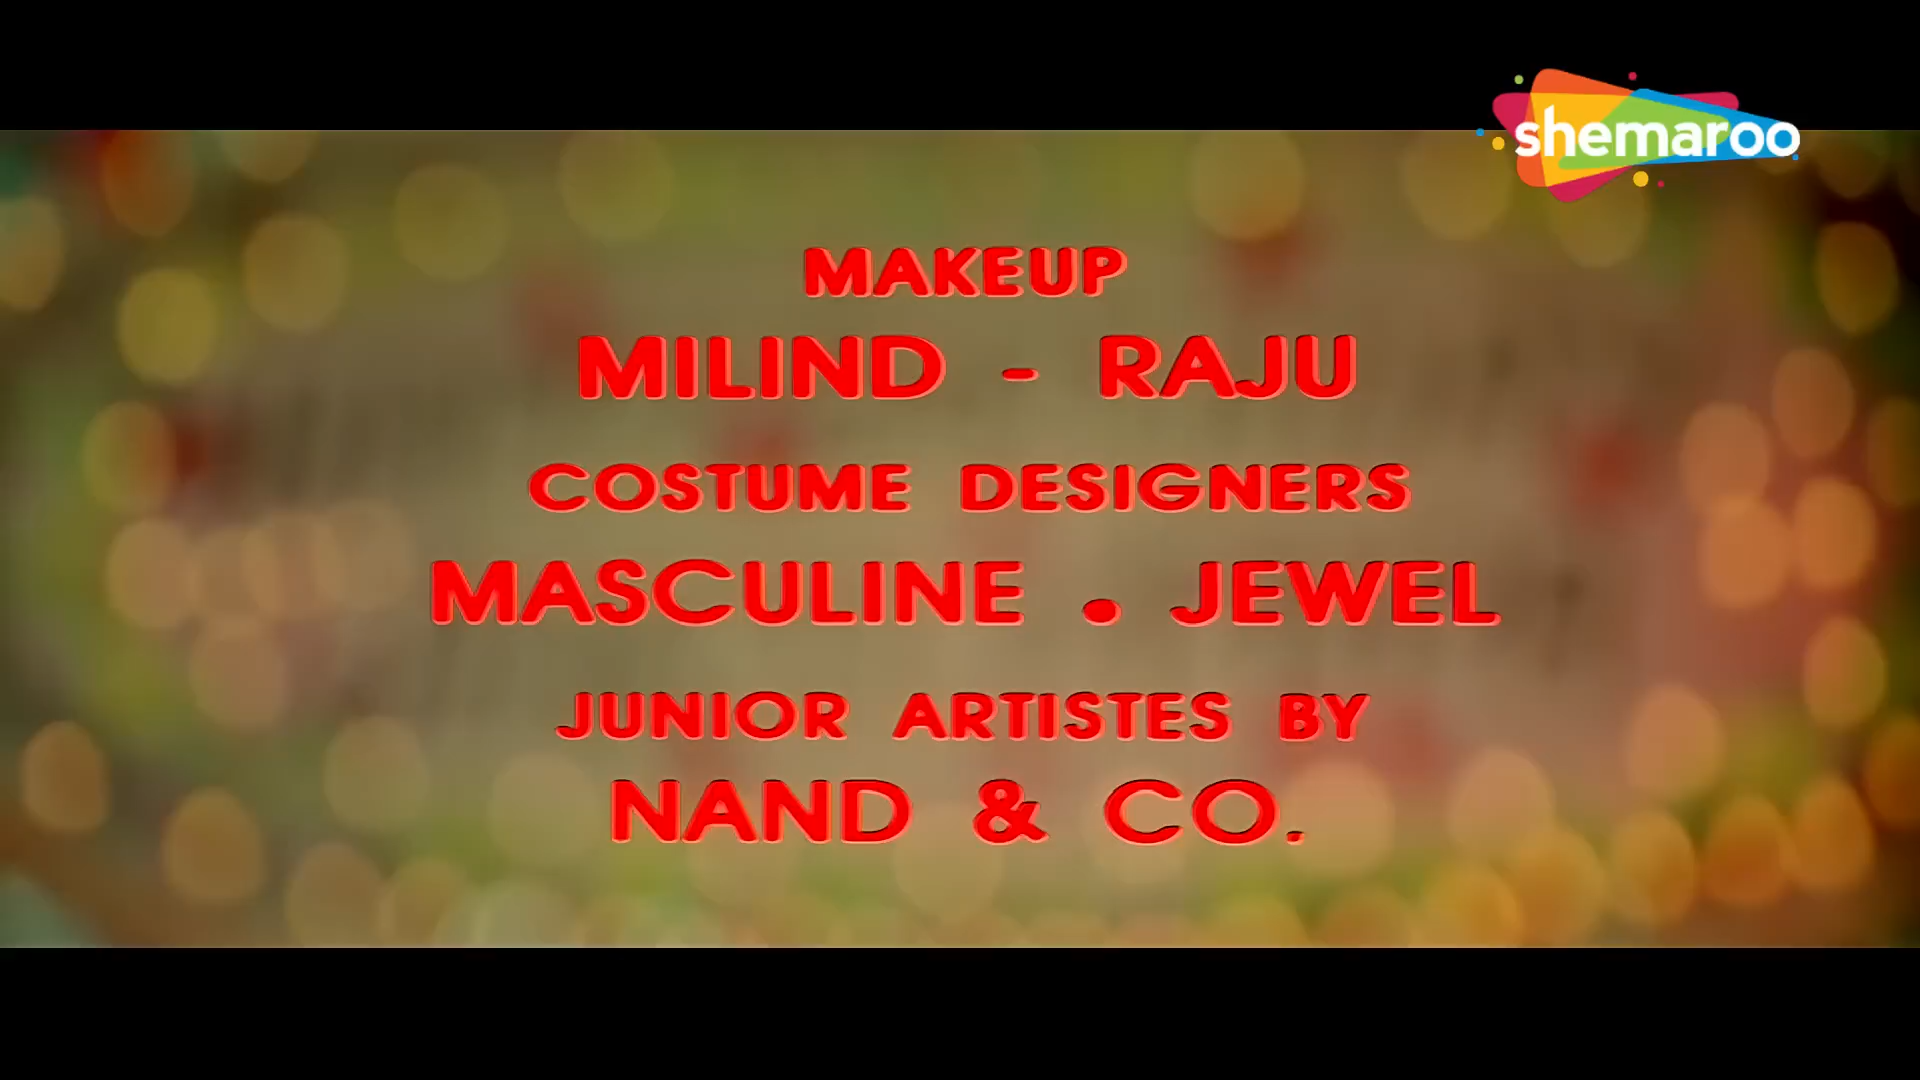 shemaroo
MAKEUP
MILIND - RAJU
COSTUME DESIGNERS
MASCULINE . JEWEL
JUNIOR ARTISTES BY
NAND & CO.